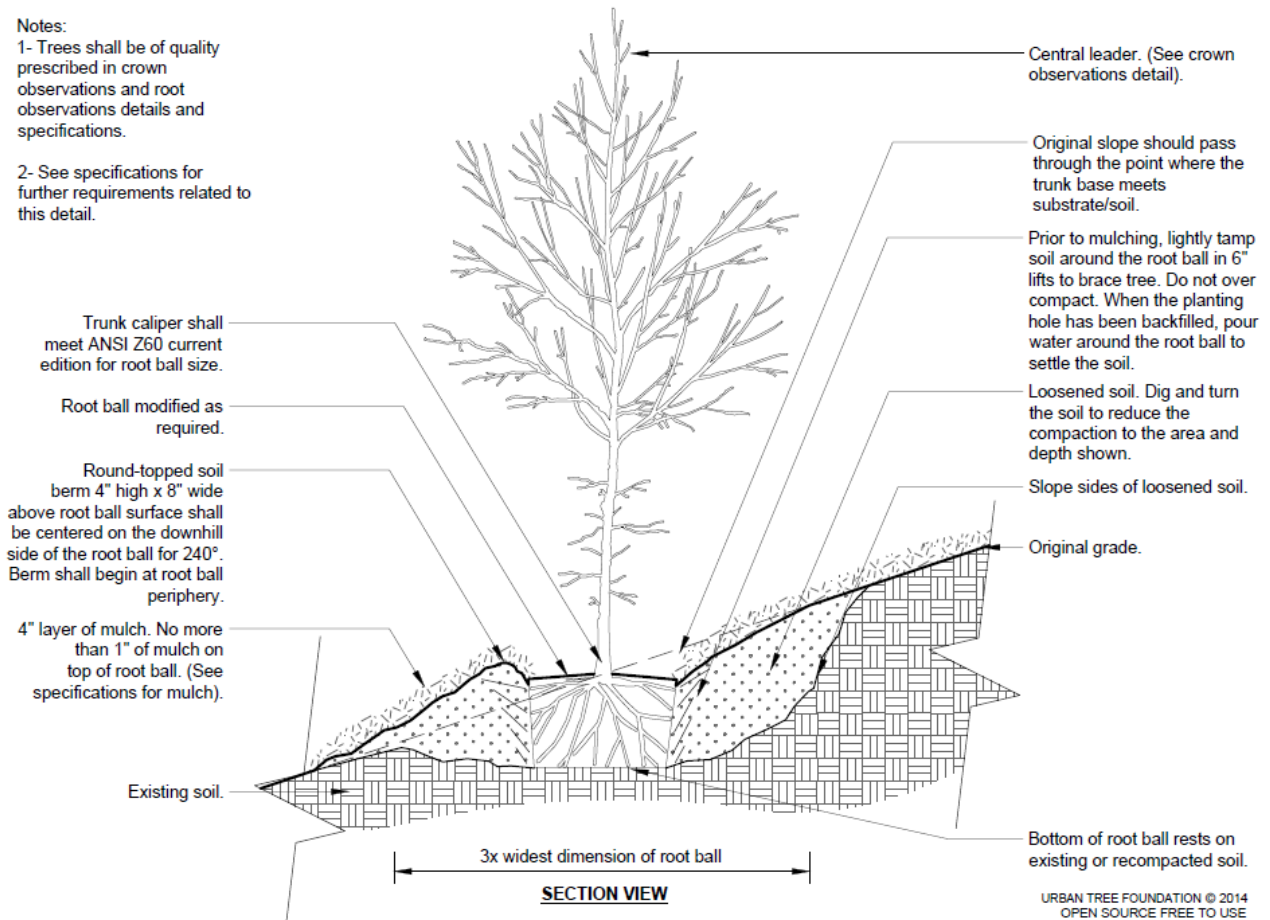 Notes:
1- Trees shall be of quality
prescribed in crown
observations and root
observations details and
specifications.
2- See specifications for
further requirements related to
this detail.
Trunk caliper shall
meet ANSI Z60 current
edition for root ball size.
Root ball modified as
required.
Round-topped soil
berm 4" high x 8" wide
above root ball surface shall
be centered on the downhill
side of the root ball for 240°.
Berm shall begin at root ball
periphery.
4" layer of mulch. No more
than 1" of mulch on
top of root ball. (See
specifications for mulch).
Existing soil.
Central leader. (See crown
observations detail).
Original slope should pass
through the point where the
trunk base meets
substrate/soil.
Prior to mulching, lightly tamp
soil around the root ball in 6"
lifts to brace tree. Do not over
compact. When the planting
hole has been backfilled, pour
water around the root ball to
settle the soil.
Loosened soil. Dig and turn
the soil to reduce the
compaction to the area and
depth shown.
Slope sides of loosened soil.
Original grade.
Bottom of root ball rests on
existing or recompacted soil.
3x widest dimension of root ball
SECTION VIEW
URBAN TREE FOUNDATION © 2014
OPEN SOURCE FREE TO USE